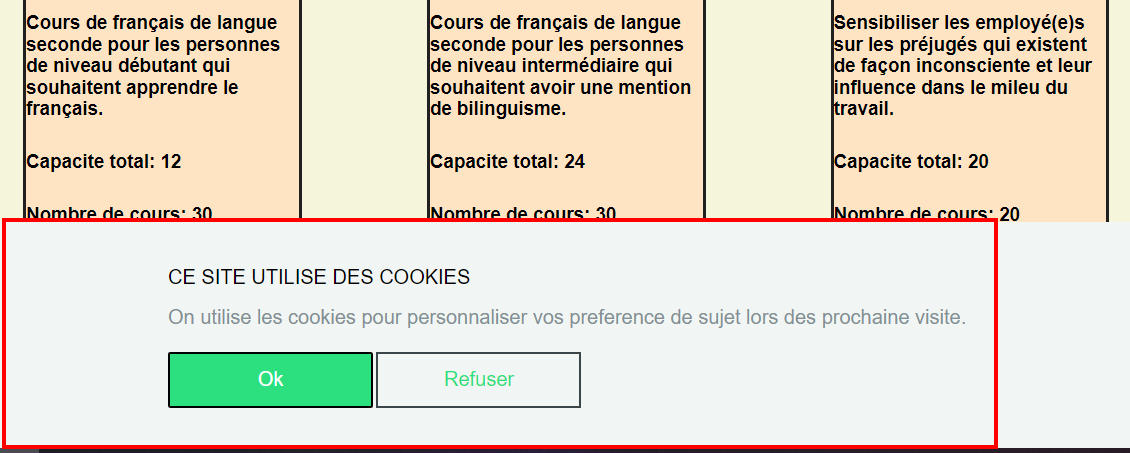 Cours de français de langue
seconde pour les personnes
de niveau débutant qui
souhaitent apprendre le
français.
Capacite total: 12
Nombre de cours: 30
Cours de français de langue
seconde pour les personnes
de niveau intermédiaire qui
souhaitent avoir une mention
de bilinguisme.
Capacite total: 24
Nombre de cours: 30
Sensibiliser les employé(e)s
sur les préjugés qui existent
de façon inconsciente et leur
influence dans le mileu du
travail.
Capacite total: 20
Nombre de cours: 20
CE SITE UTILISE DES COOKIES
On utilise les cookies pour personnaliser vos preference de sujet lors des prochaine visite.
Ok
Refuser